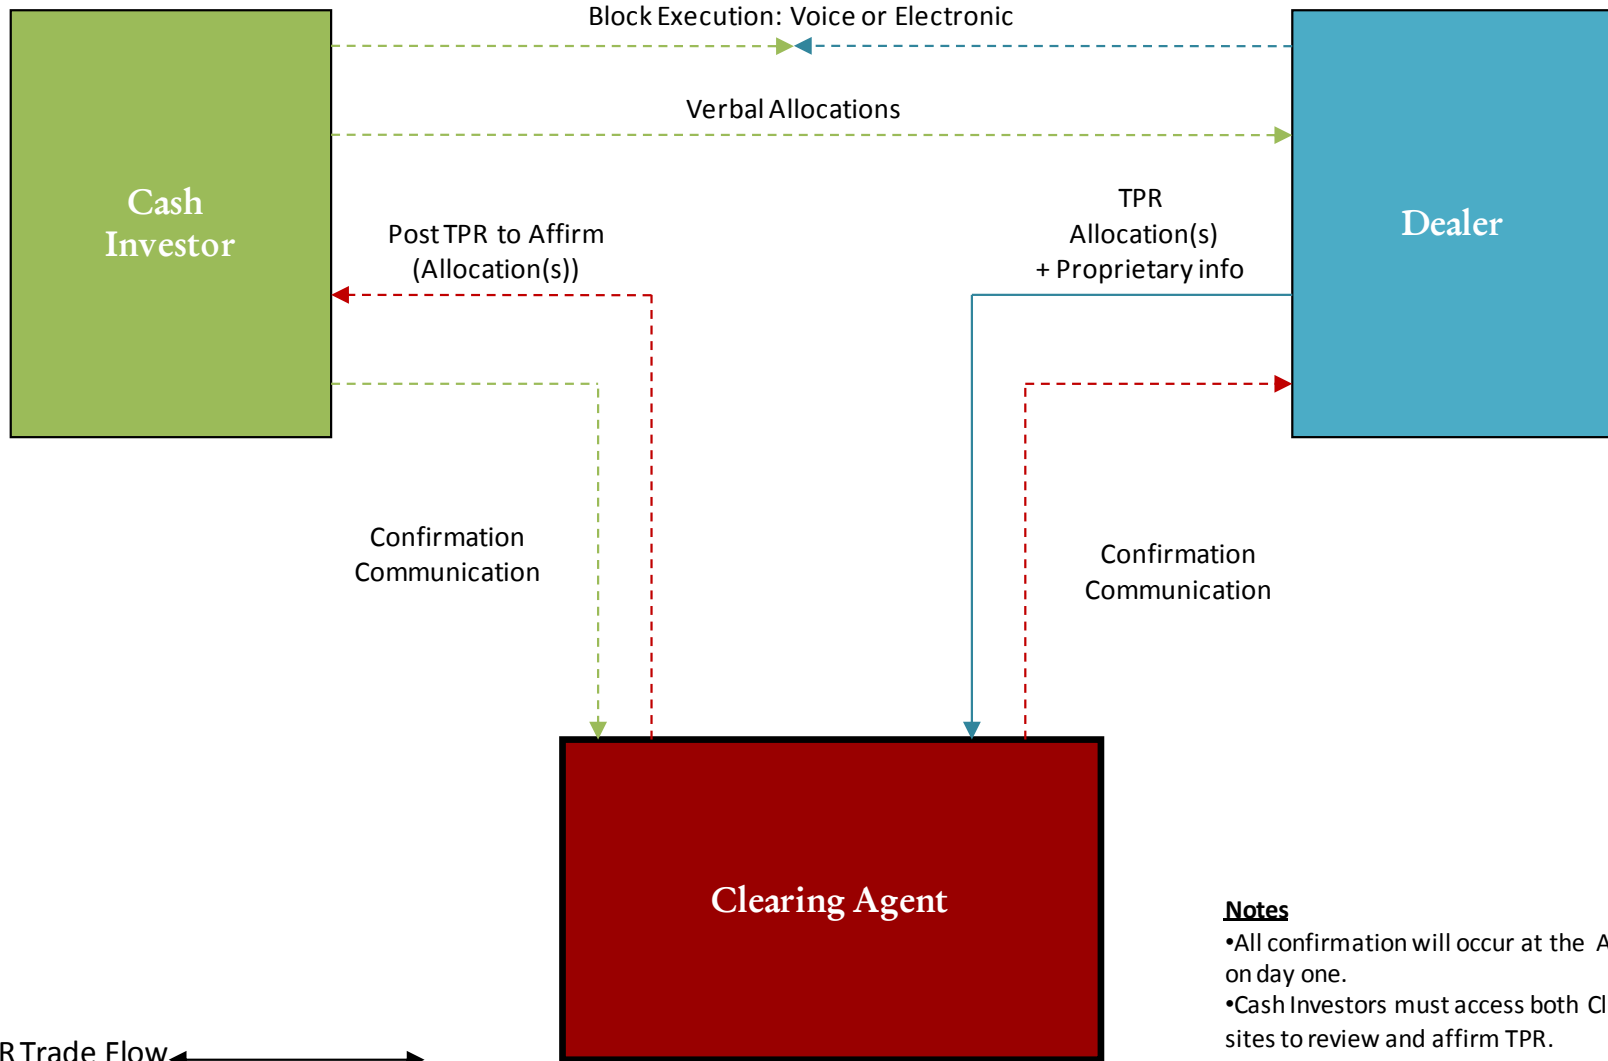 Block Execution: Voice or Electronic
Verbal Allocations
Cash
Investor
Post TPR to Affirm
(Allocation(s))
TPR
Allocation(s)
+ Proprietary info
Dealer
Confirmation
Communication
Confirmation
Communication
Clearing Agent
Notes
•All confirmation will occur at the
on day one.
•Cash Investors must access both
sites to review and affirm TPR.
Trade Flow